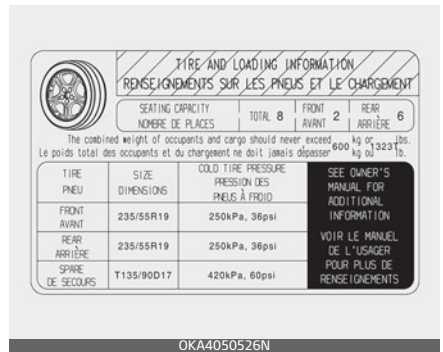 TIRE AND LOADING INFORMATION
RENSEIGNEMENTS SUR LES PNEUS ET LE CHARGEMENT
SEATING CAPACITY
NOMBRE DE PLACES
TOTAL 8
FRONT
AVANT 2
REAR
ARRIÈRE 6
The combined weight of occupants and cargo should never exceed 600 kg or 1323 lbs.
Le poids total des occupants et du chargement ne doit jamais dépasser 600 kg ou 1323 lb.
TIRE
PNEU
SIZE
DIMENSIONS
COLD TIRE PRESSURE
PRESSION DES
PNEUS À FROID
SEE OWNER'S
MANUAL FOR
ADDITIONAL
INFORMATION
VOIR LE MANUEL
DE L'USAGER
POUR PLUS DE
RENSEIGNEMENTS
FRONT
AVANT
235/55R19
250kPa, 36psi
REAR
ARRIÈRE
235/55R19
250kPa, 36psi
SPARE
DE SECOURS
T135/90D17
420kPa, 60psi
OKA4050526N